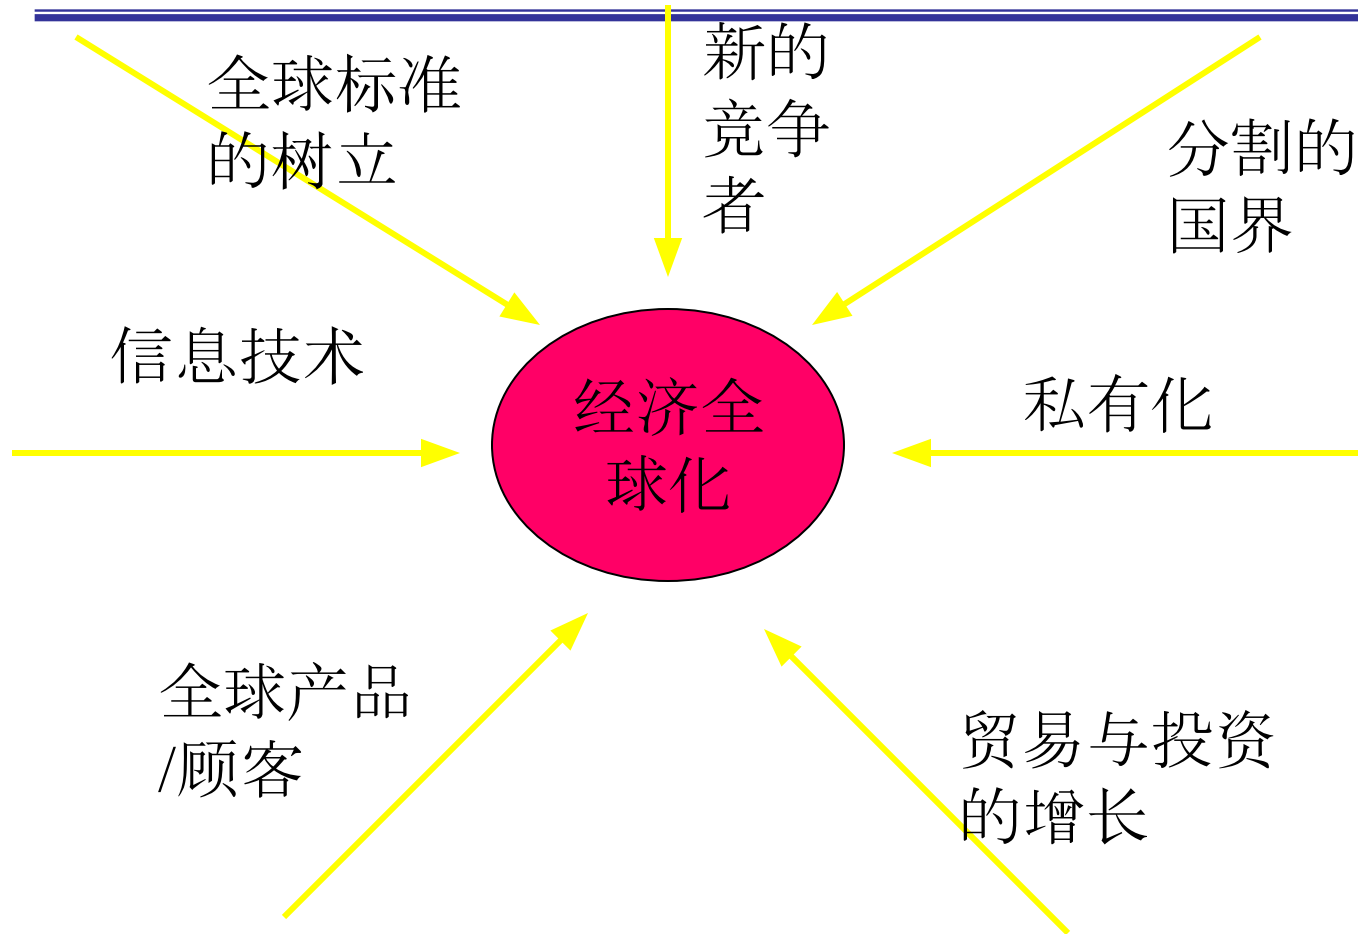 全球标准
的树立
新的
竞争
者
分割的
国界
信息技术
经济全
球化
私有化
全球产品
/顾客
贸易与投资
的增长